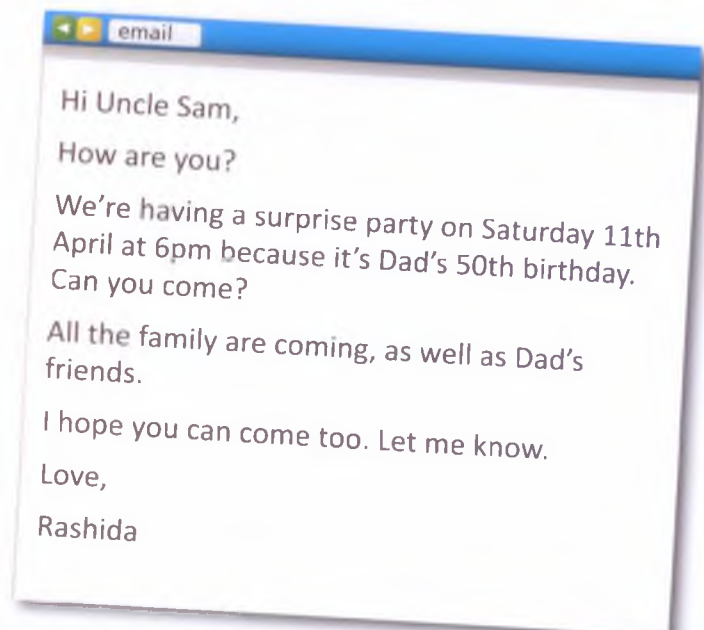 email
Hi Uncle Sam,
How are you?
We're having a surprise party on Saturday 11th
April at 6pm because it's Dad's 50th birthday.
Can you come?
All the family are coming, as well as Dad's
friends.
I hope you can come too. Let me know.
Love,
Rashida